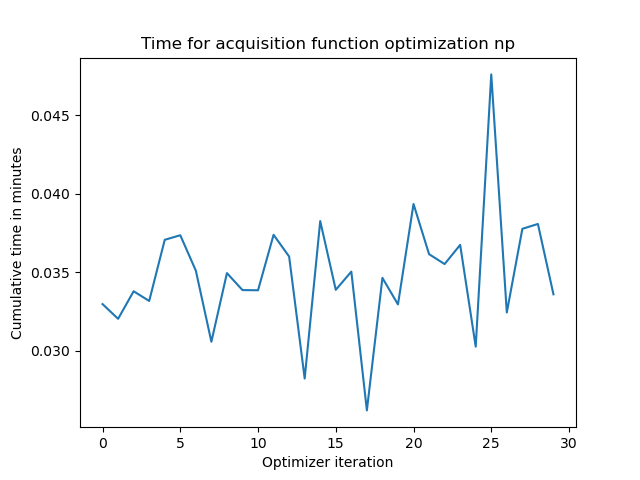 Time for acquisition function optimization np
Cumulative time in minutes
0.045
0.040
0.035
0.030
0 5 10 15 20 25 30
Optimizer iteration